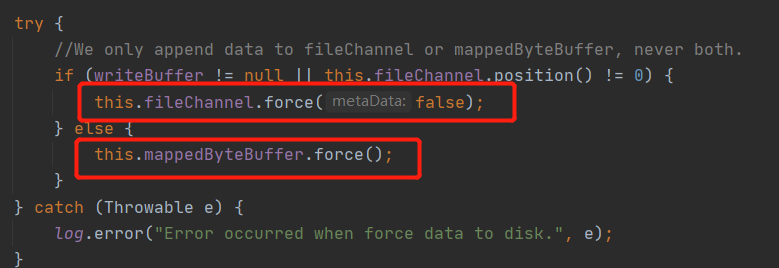 try {
//We only append data to fileChannel or mappedByteBuffer, never both.
if (writeBuffer != null || this.fileChannel.position() != 0) {
this.fileChannel.force( metaData: false);
} else {
this.mappedByteBuffer.force();
}
} catch (Throwable e) {
log.error("Error occurred when force data to disk.", e);
}